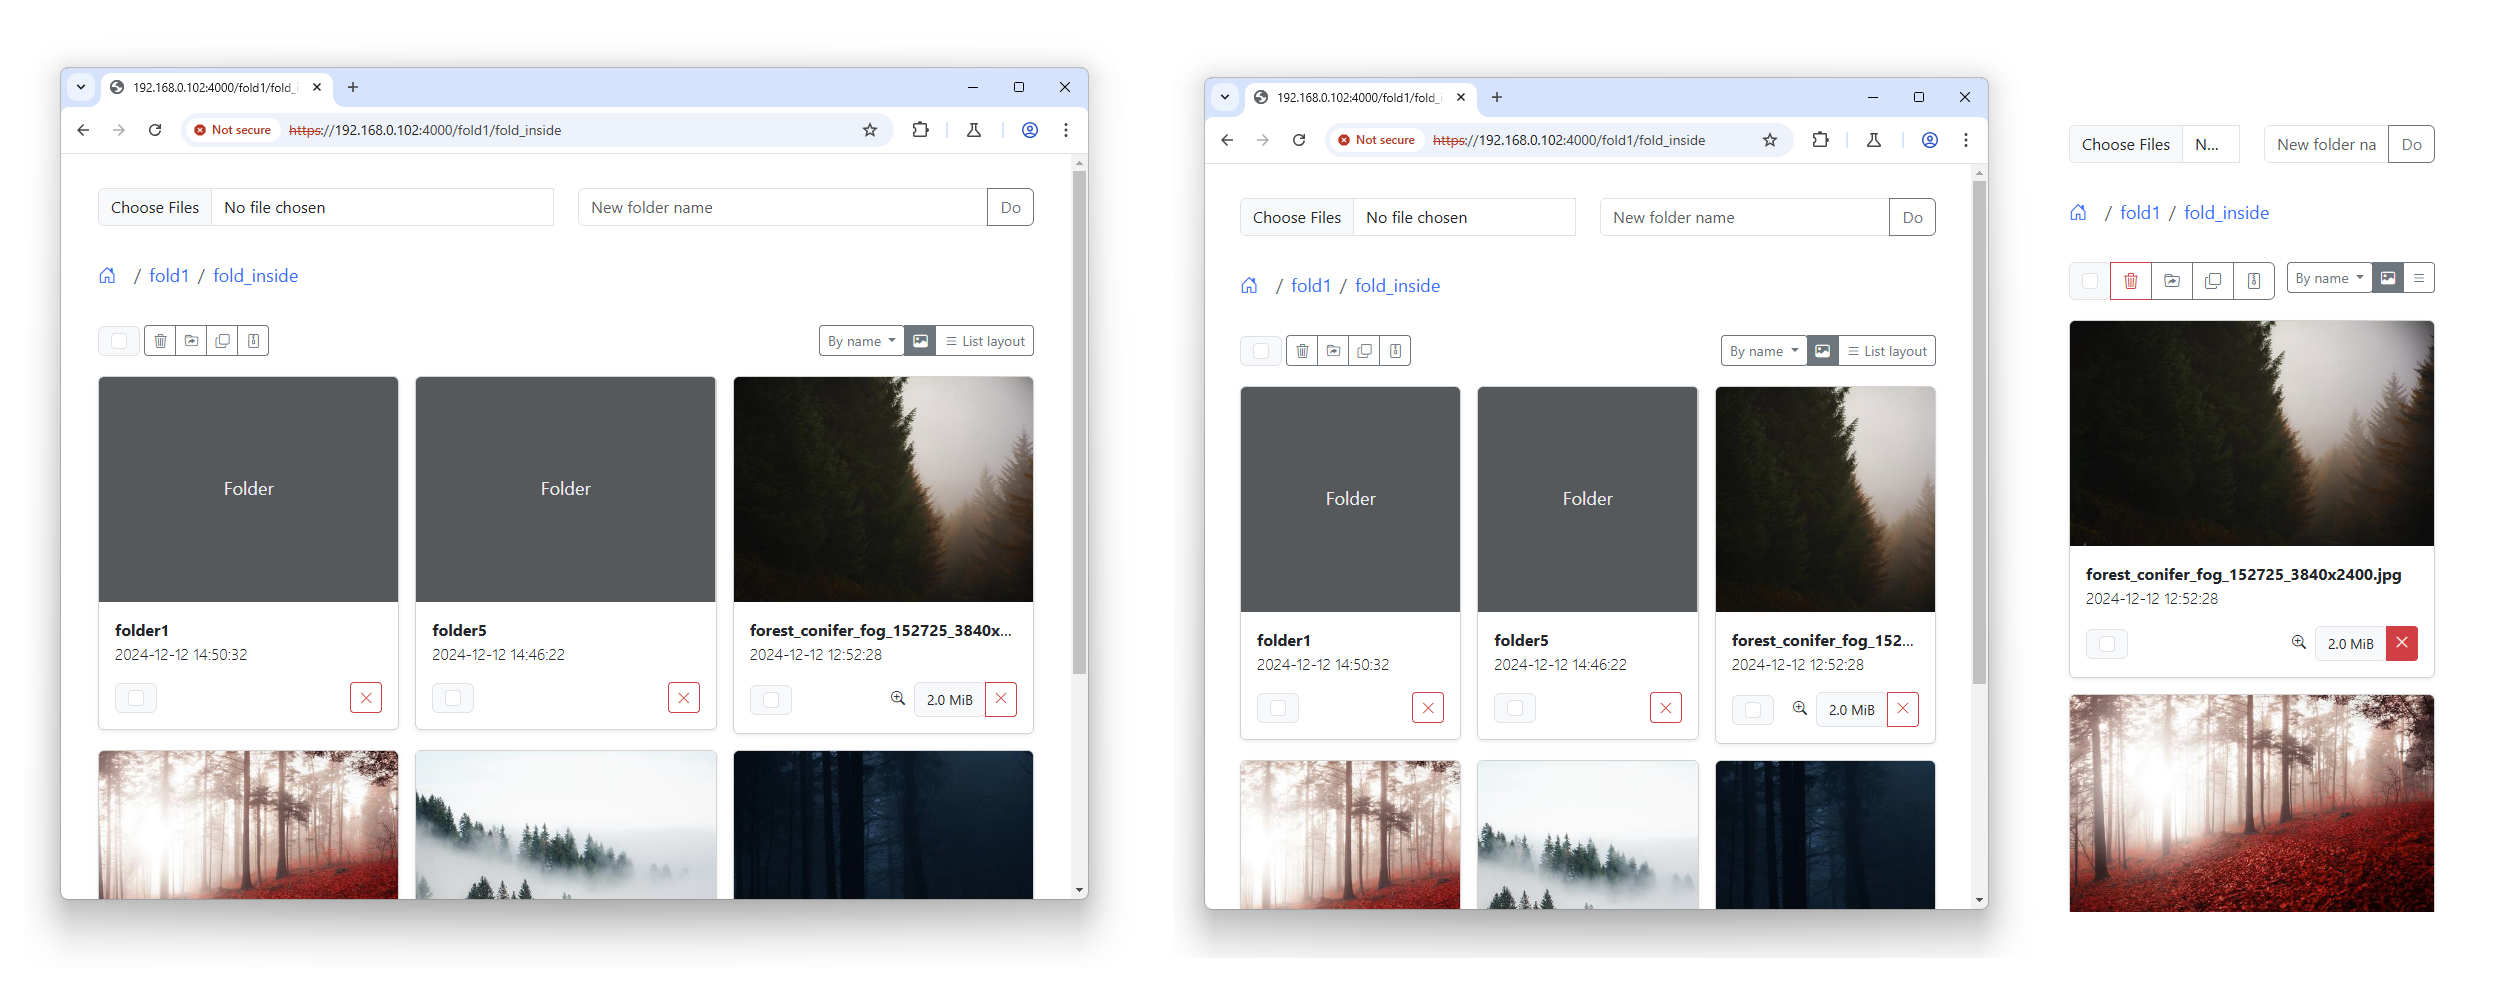 192.168.0.102:4000/fold1/fold_i
Not secure https://192.168.0.102:4000/fold1/fold_inside
Choose Files No file chosen
New folder name Do
/ fold1 / fold_inside
By name List layout
Folder
Folder
folder1
2024-12-12 14:50:32
folder5
2024-12-12 14:46:22
forest_conifer_fog_152725_3840x...
2024-12-12 12:52:28
2.0 MiB
192.168.0.102:4000/fold1/fold_i
Not secure https://192.168.0.102:4000/fold1/fold_inside
Choose Files No file chosen
New folder name Do
/ fold1 / fold_inside
By name List layout
Folder
Folder
folder1
2024-12-12 14:50:32
folder5
2024-12-12 14:46:22
forest_conifer_fog_152...
2024-12-12 12:52:28
2.0 MiB
Choose Files N...
New folder na Do
/ fold1 / fold_inside
By name
forest_conifer_fog_152725_3840x2400.jpg
2024-12-12 12:52:28
2.0 MiB